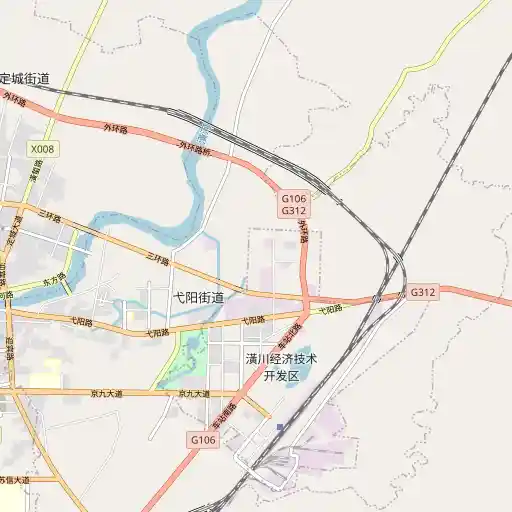 定城街道
外环路
外环路
外环路桥
X008
G106
G312
外环路
三环路
三环路
东方路
G312
弋阳街道
弋阳路
弋阳路
弋阳路
弋阳路
车站北路
潢川经济技术
开发区
京九大道
京九大道
车站南路
G106
苏信大道